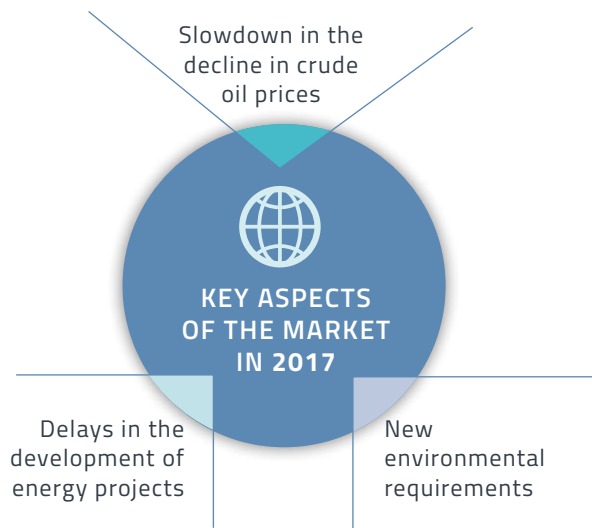 Slowdown in the
decline in crude
oil prices
KEY ASPECTS
OF THE MARKET
IN 2017
Delays in the
development of
energy projects
New
environmental
requirements